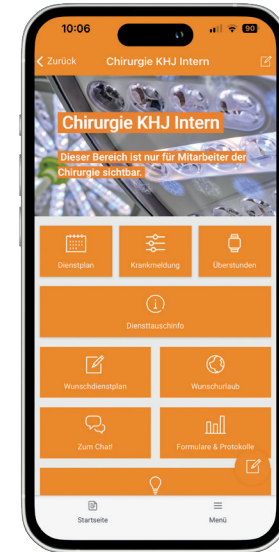 10:06
90
Zurück
Chirurgie KHJ Intern
Chirurgie KHJ Intern
Dieser Bereich ist nur für Mitarbeiter der
Chirurgie sichtbar.
Dienstplan
Krankmeldung
Überstunden
Diensttauschinfo
Wunschdienstplan
Wunschurlaub
Zum Chat!
Formulare & Protokolle
Startseite
Menü